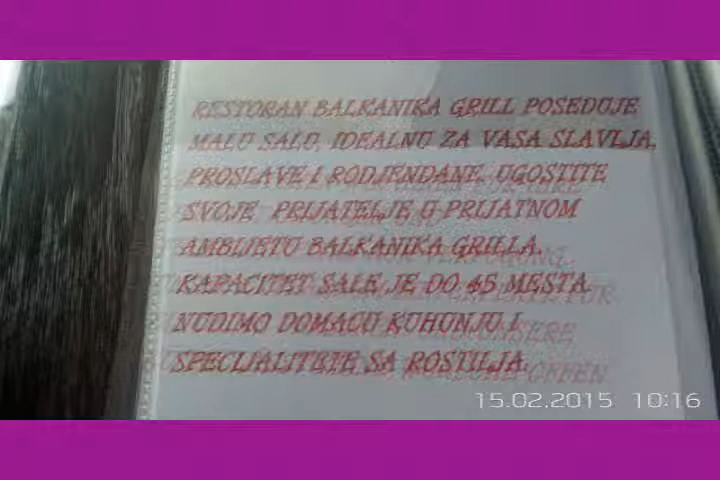 RESTORAN BALKANIKA GRILL POSEDUJE
MALU SALU, IDEALNU ZA VASA SLAVLJA,
PROSLAVE I RODJENDANE. UGOSTITE
SVOJE PRIJATELJE U PRIJATNOM
AMBIJETU BALKANIKA GRILLA.
KAPACITET SALE JE DO 45 MESTA.
NUDIMO DOMACU KUHUNJU I
SPECIJALITETE SA ROSTILJA.
15.02.2015 10:16